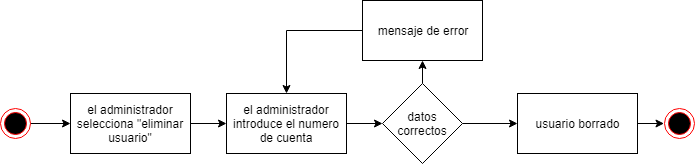 mensaje de error
el administrador
selecciona "eliminar
usuario"
el administrador
introduce el numero
de cuenta
datos
correctos
usuario borrado